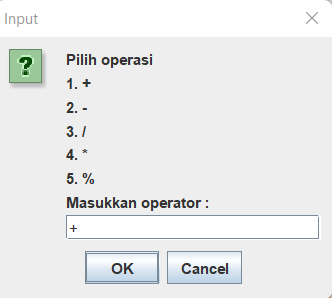 Input
Pilih operasi
1. +
2. -
3. /
4. *
5. %
Masukkan operator :
+
OK Cancel